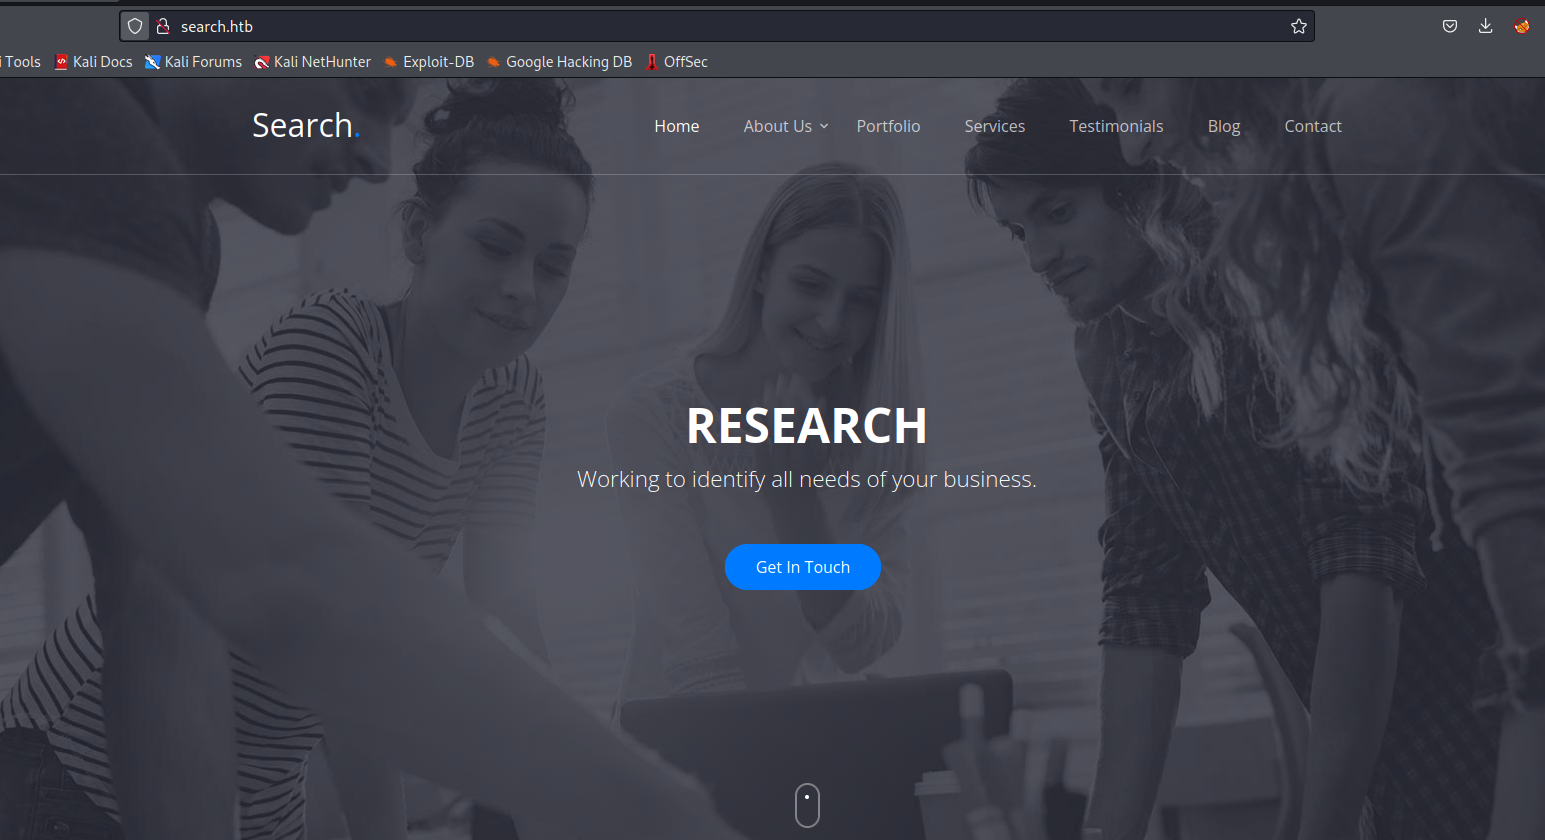 search.htb
i Tools Kali Docs Kali Forums Kali NetHunter Exploit-DB Google Hacking DB OffSec
Search.
Home About Us Portfolio Services Testimonials Blog Contact
RESEARCH
Working to identify all needs of your business.
Get In Touch